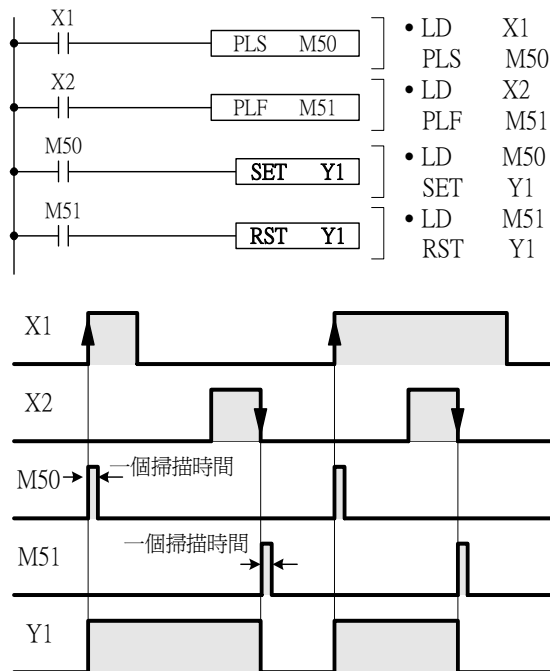 X1
PLS M50
• LD X1
PLS M50
X2
PLF M51
• LD X2
PLF M51
M50
SET Y1
• LD M50
SET Y1
M51
RST Y1
• LD M51
RST Y1
X1
X2
M50
一個掃描時間
M51
一個掃描時間
Y1